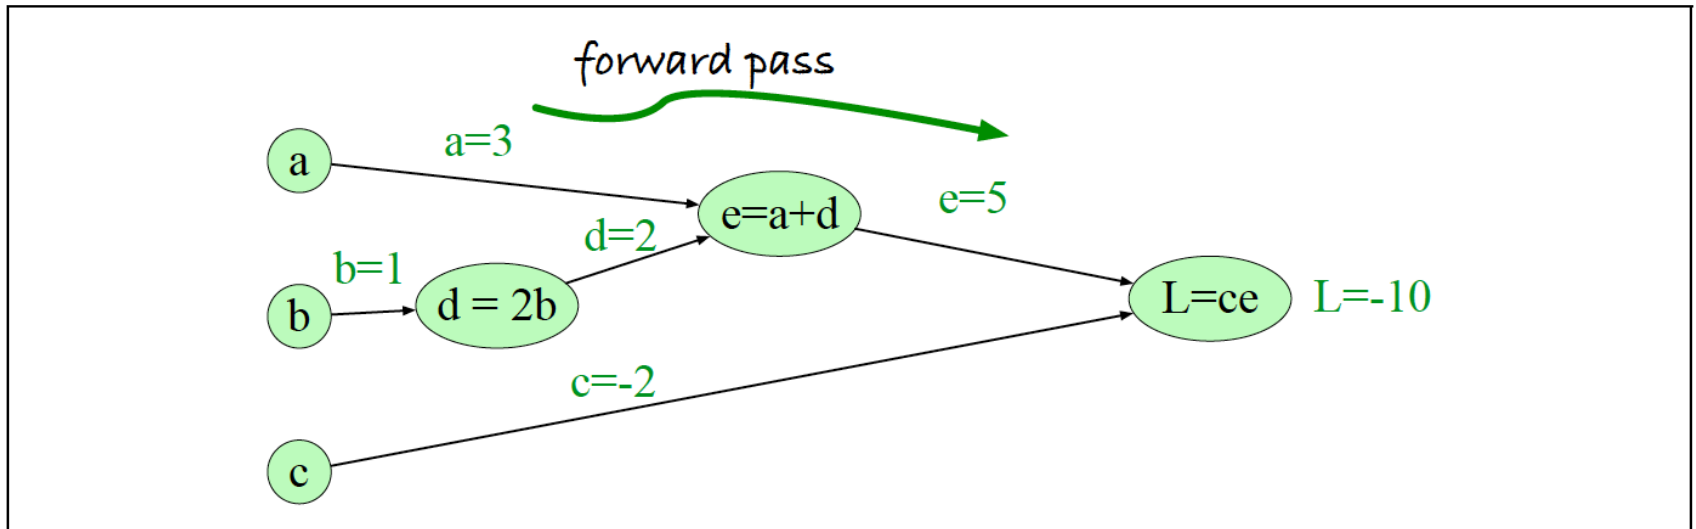 forward pass
a=3
a
e=a+d
e=5
d=2
b=1
d = 2b
b
L=ce
L=-10
c=-2
c